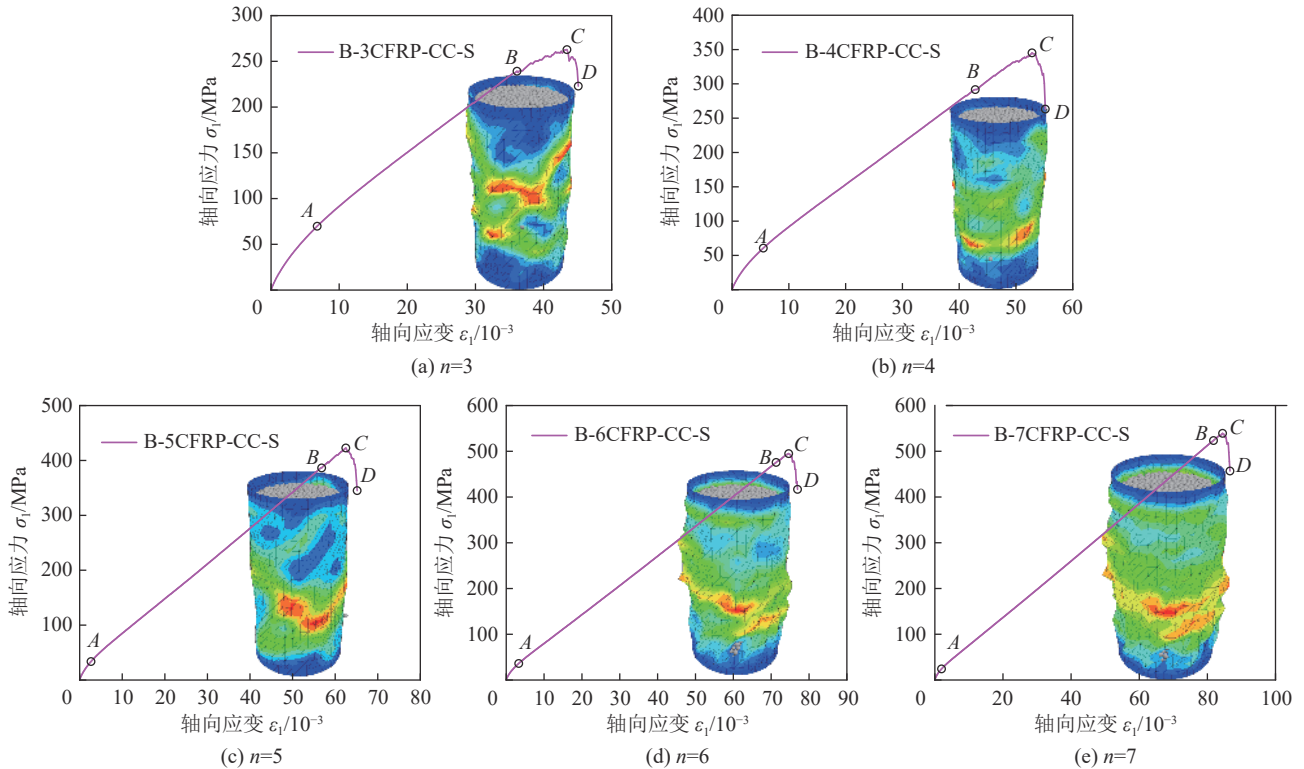 300
250
200
150
100
50
轴向应力 σ₁/MPa
B-3CFRP-CC-S
A
B
C
D
0
10
20
30
40
50
轴向应变 ε₁/10⁻³
(a) n=3
400
350
300
250
200
150
100
50
轴向应力 σ₁/MPa
B-4CFRP-CC-S
A
B
C
D
0
10
20
30
40
50
60
轴向应变 ε₁/10⁻³
(b) n=4
500
400
300
200
100
轴向应力 σ₁/MPa
B-5CFRP-CC-S
A
B
C
D
0
10
20
30
40
50
60
70
80
轴向应变 ε₁/10⁻³
(c) n=5
600
500
400
300
200
100
轴向应力 σ₁/MPa
B-6CFRP-CC-S
A
B
C
D
0
10
20
30
40
50
60
70
80
90
轴向应变 ε₁/10⁻³
(d) n=6
600
500
400
300
200
100
轴向应力 σ₁/MPa
B-7CFRP-CC-S
A
B
C
D
0
20
40
60
80
100
轴向应变 ε₁/10⁻³
(e) n=7